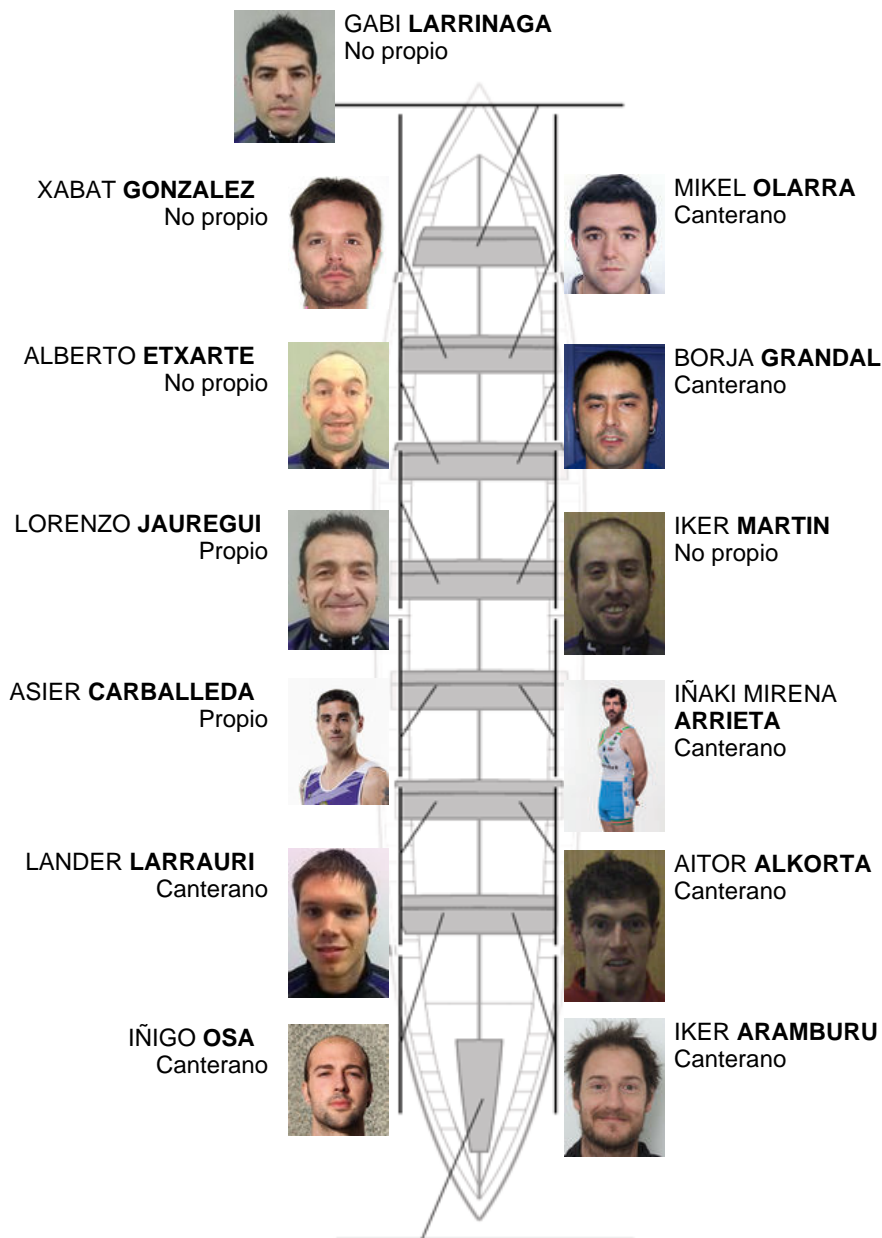 GABI LARRINAGA
No propio
XABAT GONZALEZ
No propio
MIKEL OLARRA
Canterano
ALBERTO ETXARTE
No propio
BORJA GRANDAL
Canterano
LORENZO JAUREGUI
Propio
IKER MARTIN
No propio
ASIER CARBALLEDA
Propio
IÑAKI MIRENA
ARRIETA
Canterano
LANDER LARRAURI
Canterano
AITOR ALKORTA
Canterano
IÑIGO OSA
Canterano
IKER ARAMBURU
Canterano